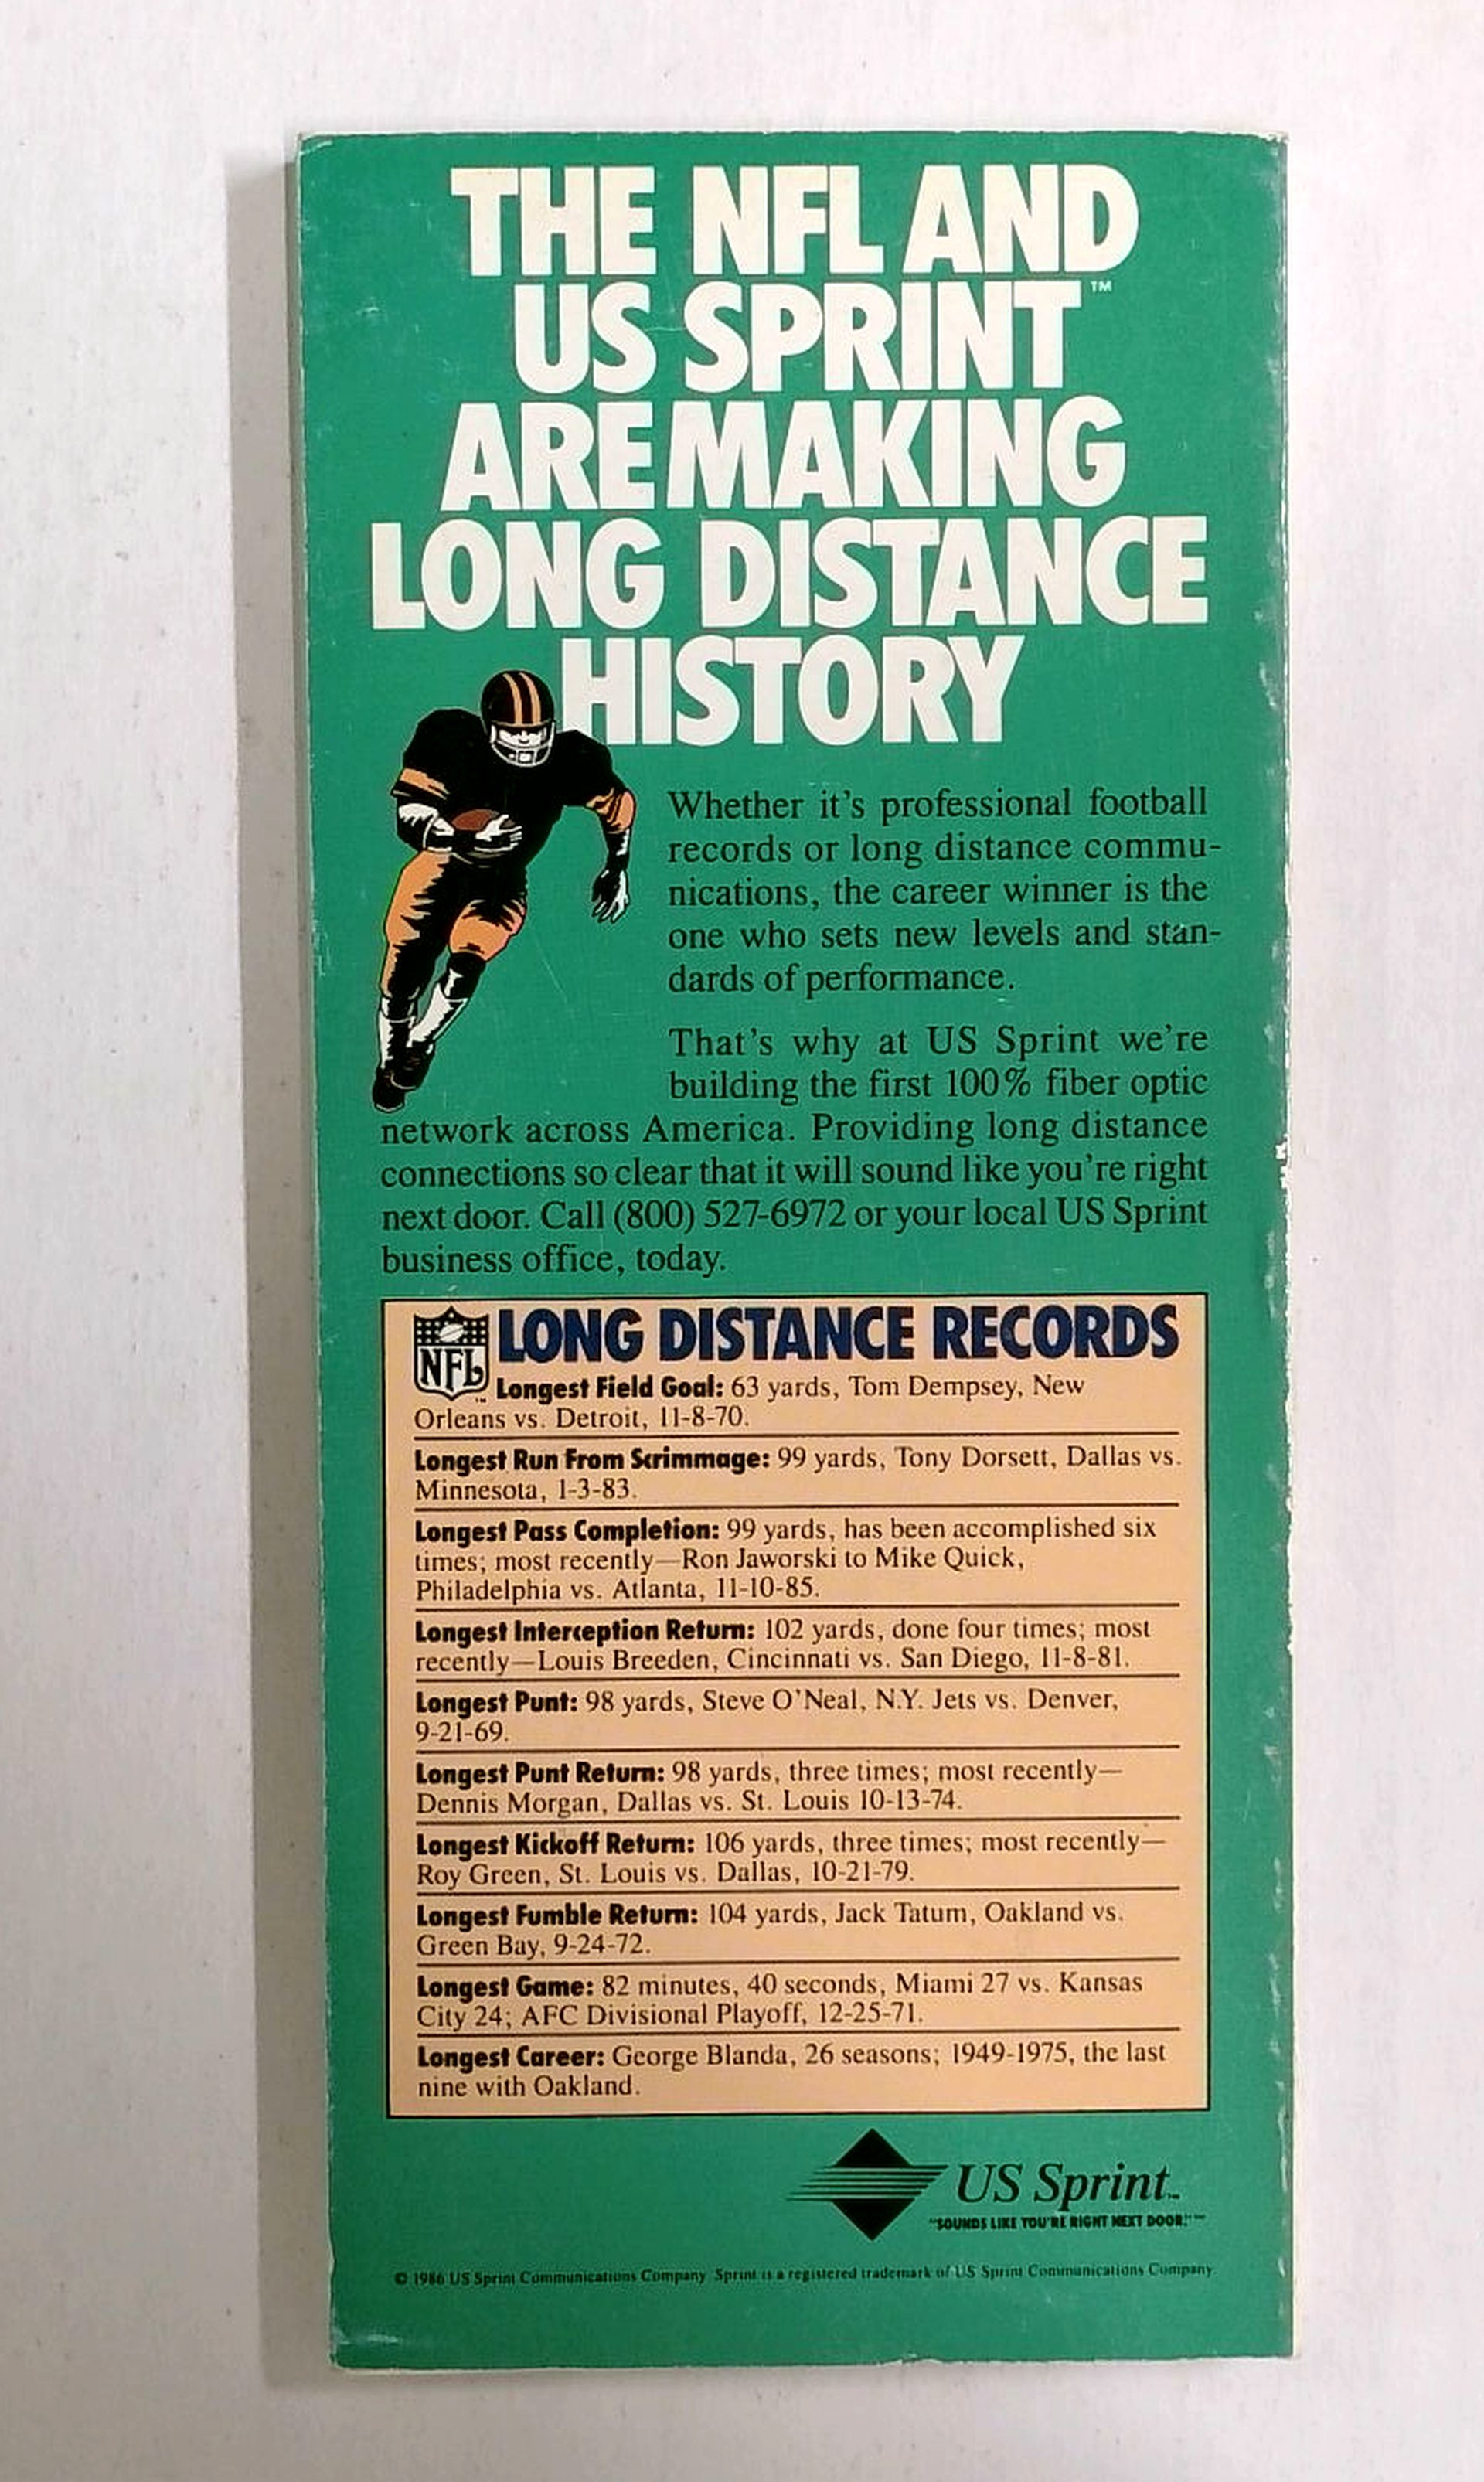 THE NFL AND
US SPRINT™
ARE MAKING
LONG DISTANCE
HISTORY
Whether it's professional football
records or long distance commu-
nications, the career winner is the
one who sets new levels and stan-
dards of performance.
That's why at US Sprint we're
building the first 100% fiber optic
network across America. Providing long distance
connections so clear that it will sound like you're right
next door. Call (800) 527-6972 or your local US Sprint
business office, today.
NFL™
LONG DISTANCE RECORDS
Longest Field Goal: 63 yards, Tom Dempsey, New
Orleans vs. Detroit, 11-8-70.
Longest Run From Scrimmage: 99 yards, Tony Dorsett, Dallas vs.
Minnesota, 1-3-83.
Longest Pass Completion: 99 yards, has been accomplished six
times; most recently—Ron Jaworski to Mike Quick,
Philadelphia vs. Atlanta, 11-10-85.
Longest Interception Return: 102 yards, done four times; most
recently—Louis Breeden, Cincinnati vs. San Diego, 11-8-81.
Longest Punt: 98 yards, Steve O'Neal, N.Y. Jets vs. Denver,
9-21-69.
Longest Punt Return: 98 yards, three times; most recently—
Dennis Morgan, Dallas vs. St. Louis 10-13-74.
Longest Kickoff Return: 106 yards, three times; most recently—
Roy Green, St. Louis vs. Dallas, 10-21-79.
Longest Fumble Return: 104 yards, Jack Tatum, Oakland vs.
Green Bay, 9-24-72.
Longest Game: 82 minutes, 40 seconds, Miami 27 vs. Kansas
City 24; AFC Divisional Playoff, 12-25-71.
Longest Career: George Blanda, 26 seasons; 1949-1975, the last
nine with Oakland.
US Sprint™
"SOUNDS LIKE YOU'RE RIGHT NEXT DOOR."℠
© 1986 US Sprint Communications Company. Sprint is a registered trademark of US Sprint Communications Company.